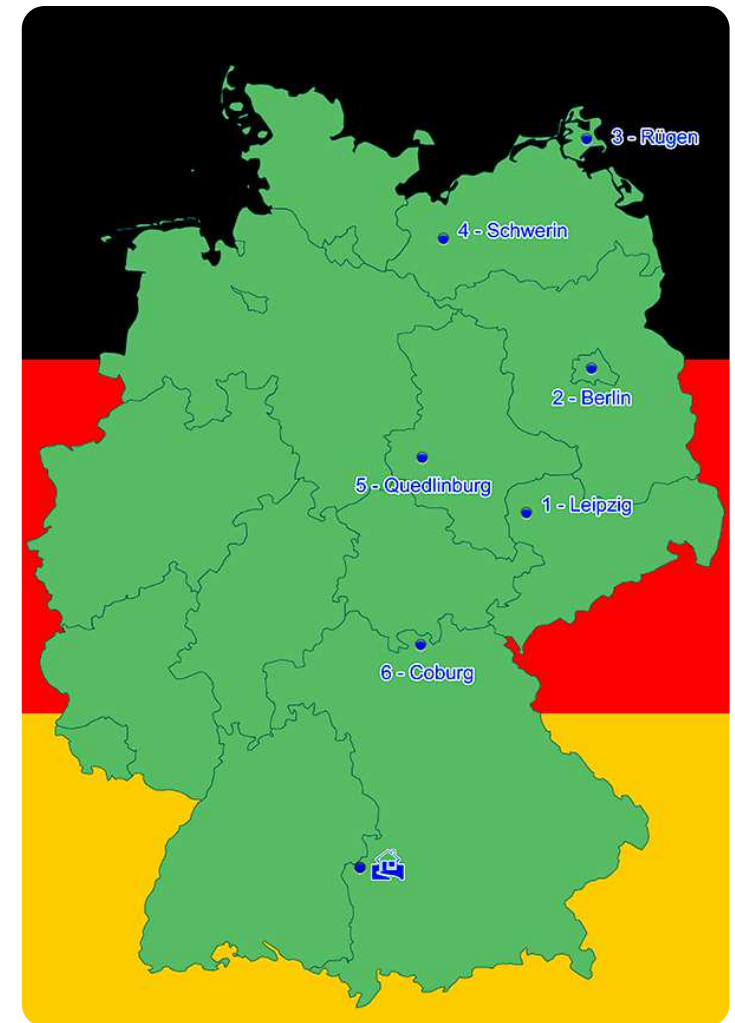 3 - Rügen
4 - Schwerin
2 - Berlin
5 - Quedlinburg
1 - Leipzig
6 - Coburg